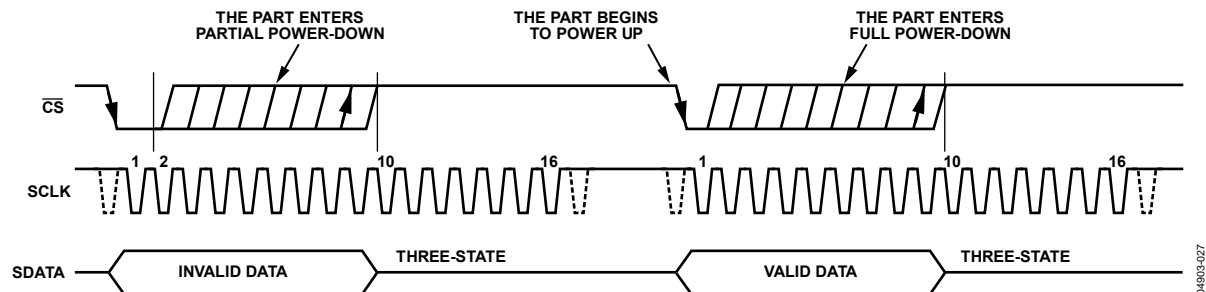 THE PART ENTERS
PARTIAL POWER-DOWN
THE PART BEGINS
TO POWER UP
THE PART ENTERS
FULL POWER-DOWN
CS
1 2 10 16 1 10 16
SCLK
SDATA INVALID DATA THREE-STATE VALID DATA THREE-STATE
04903-027